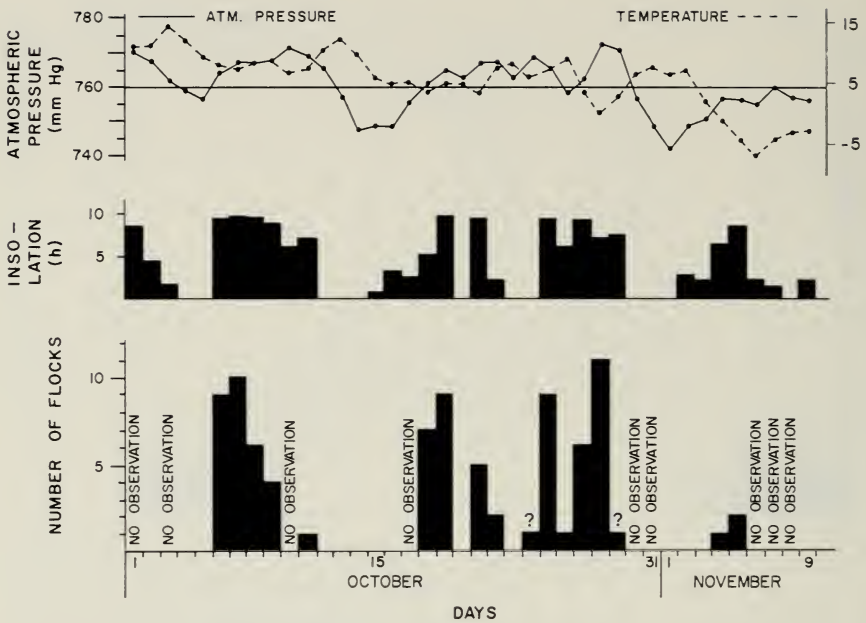 780
ATM. PRESSURE
TEMPERATURE
15
ATMOSPHERIC
PRESSURE
(mm Hg)
760
5
740
-5
INSO-
LATION
(h)
10
5
NUMBER OF FLOCKS
10
5
NO OBSERVATION
NO OBSERVATION
NO OBSERVATION
NO OBSERVATION
?
?
NO OBSERVATION
NO OBSERVATION
NO OBSERVATION
NO OBSERVATION
NO OBSERVATION
1
15
31
1
9
OCTOBER
NOVEMBER
DAYS